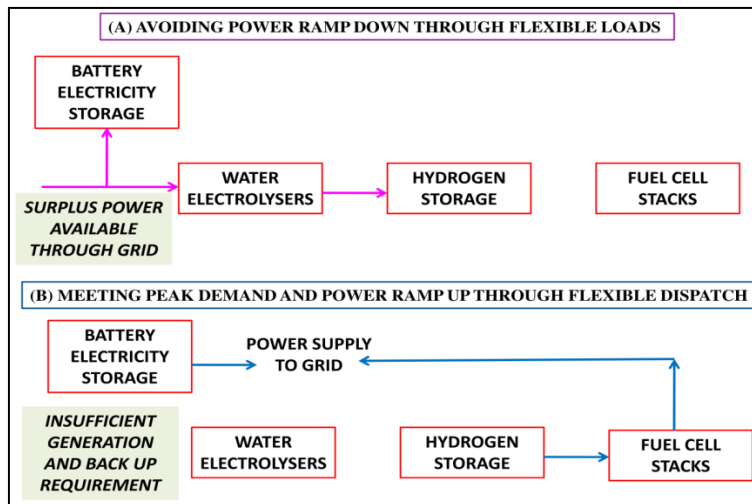 (A) AVOIDING POWER RAMP DOWN THROUGH FLEXIBLE LOADS
BATTERY
ELECTRICITY
STORAGE
WATER
ELECTROLYSERS
HYDROGEN
STORAGE
FUEL CELL
STACKS
SURPLUS POWER
AVAILABLE
THROUGH GRID
(B) MEETING PEAK DEMAND AND POWER RAMP UP THROUGH FLEXIBLE DISPATCH
BATTERY
ELECTRICITY
STORAGE
POWER SUPPLY
TO GRID
INSUFFICIENT
GENERATION
AND BACK UP
REQUIREMENT
WATER
ELECTROLYSERS
HYDROGEN
STORAGE
FUEL CELL
STACKS